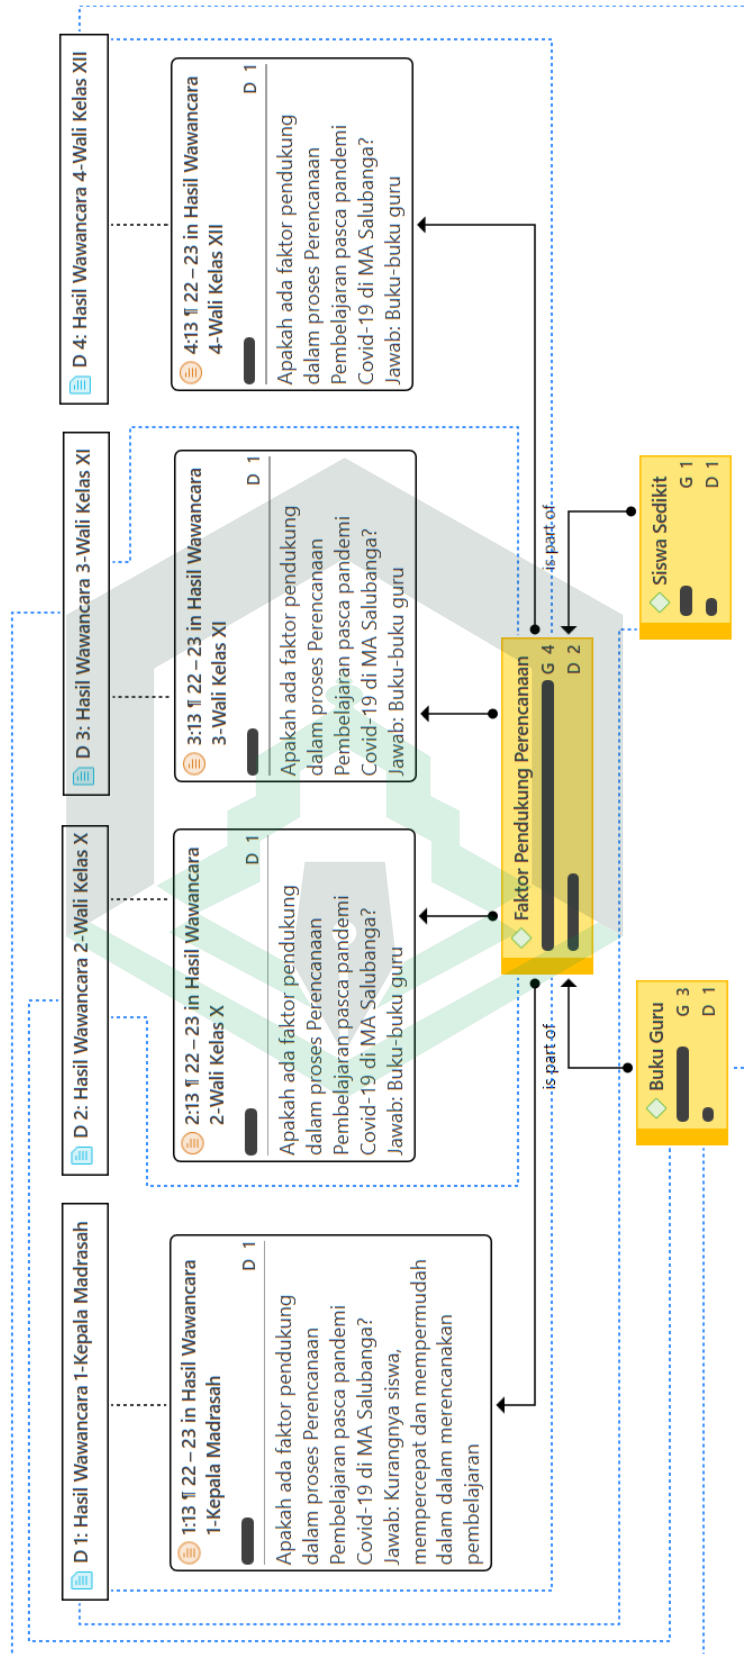 D 1: Hasil Wawancara 1-Kepala Madrasah
D 2: Hasil Wawancara 2-Wali Kelas X
D 3: Hasil Wawancara 3-Wali Kelas XI
D 4: Hasil Wawancara 4-Wali Kelas XII
1:13 ¶ 22 – 23 in Hasil Wawancara
1-Kepala Madrasah
D 1
Apakah ada faktor pendukung
dalam proses Perencanaan
Pembelajaran pasca pandemi
Covid-19 di MA Salubanga?
Jawab: Kurangnya siswa,
mempercepat dan mempermudah
dalam dalam merencanakan
pembelajaran
2:13 ¶ 22 – 23 in Hasil Wawancara
2-Wali Kelas X
D 1
Apakah ada faktor pendukung
dalam proses Perencanaan
Pembelajaran pasca pandemi
Covid-19 di MA Salubanga?
Jawab: Buku-buku guru
3:13 ¶ 22 – 23 in Hasil Wawancara
3-Wali Kelas XI
D 1
Apakah ada faktor pendukung
dalam proses Perencanaan
Pembelajaran pasca pandemi
Covid-19 di MA Salubanga?
Jawab: Buku-buku guru
4:13 ¶ 22 – 23 in Hasil Wawancara
4-Wali Kelas XII
D 1
Apakah ada faktor pendukung
dalam proses Perencanaan
Pembelajaran pasca pandemi
Covid-19 di MA Salubanga?
Jawab: Buku-buku guru
Faktor Pendukung Perencanaan
G 4
D 2
is part of
is part of
Buku Guru
G 3
D 1
Siswa Sedikit
G 1
D 1